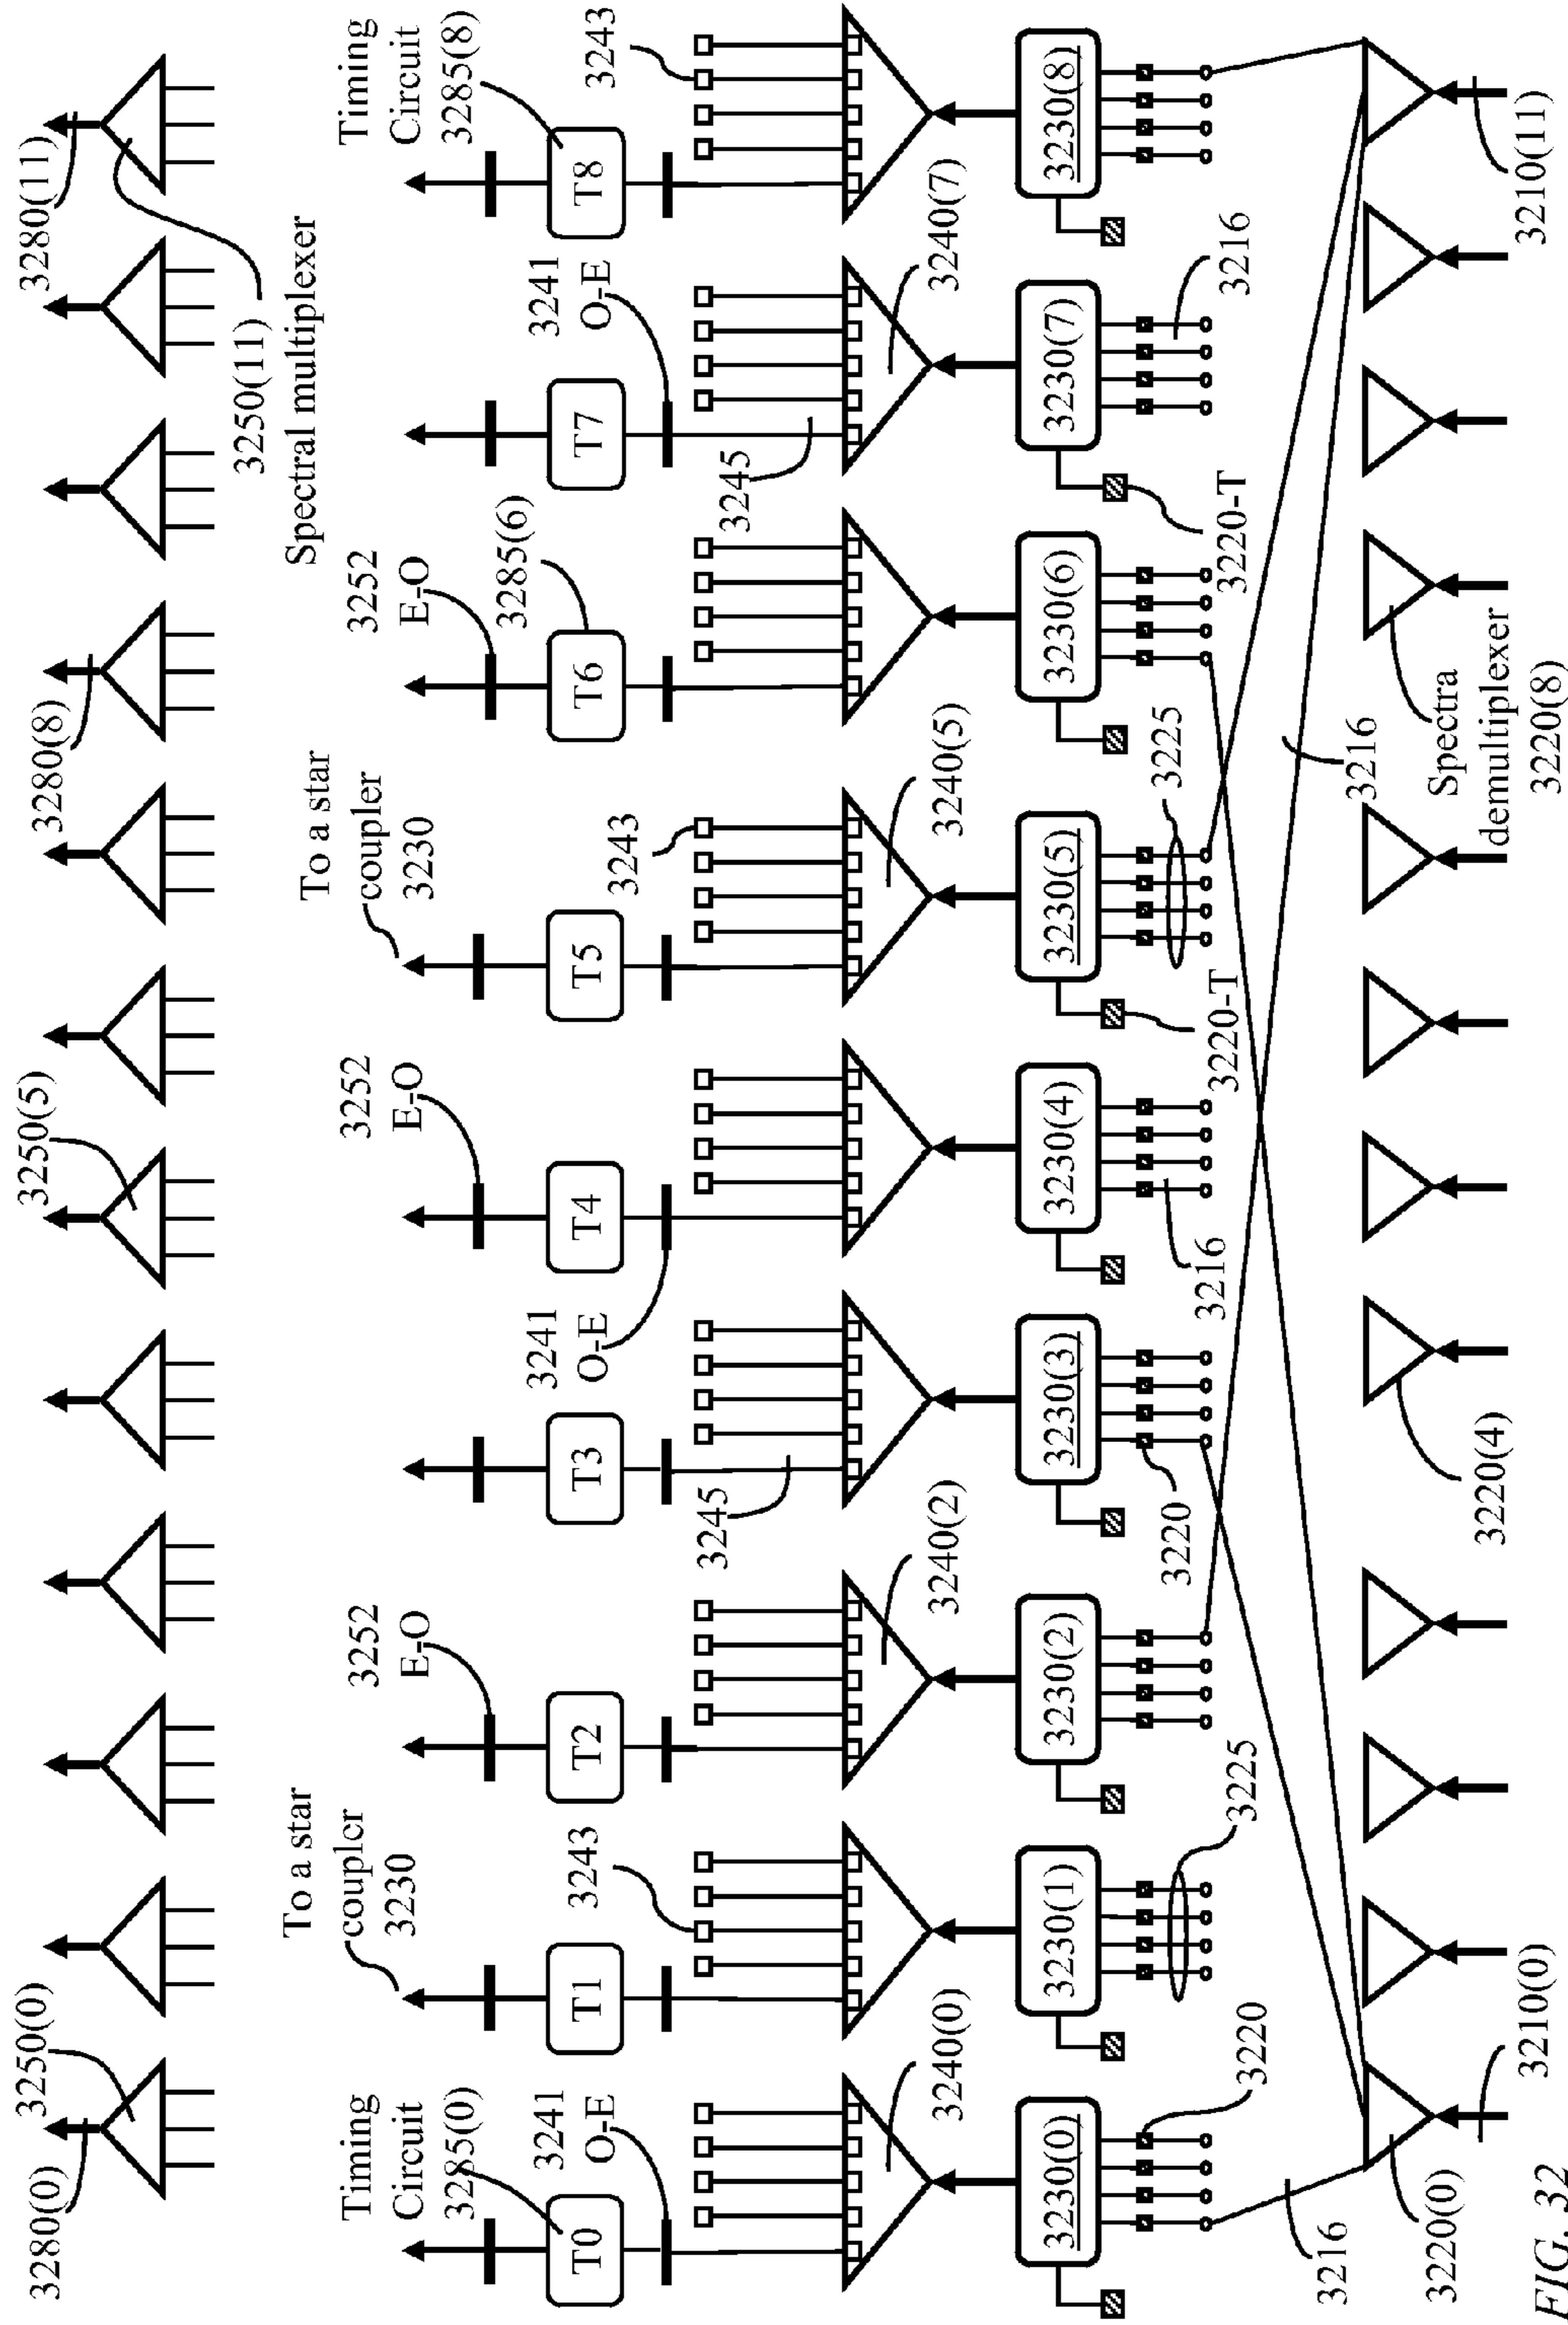 3280(0)
3250(0)
3250(5)
3280(8)
3280(11)
3250(11)
Spectral multiplexer
Timing
Circuit
3285(0)
3241
O-E
To a star
couplcr
3230
3243
3252
E-O
3241
O-E
3252
E-O
To a star
coupler
3230
3243
3252
E-O
3285(6)
3241
O-E
Timing
Circuit
3285(8)
3243
T0
T1
T2
T3
T4
T5
T6
T7
T8
3245
3245
3240(0)
3240(2)
3240(5)
3240(7)
3230(0)
3230(1)
3230(2)
3230(3)
3230(4)
3230(5)
3230(6)
3230(7)
3230(8)
3220
3225
3220
3216
3220-T
3225
3220-T
3216
3216
3216
3220(0)
3210(0)
3220(4)
Spectra
demultiplexer
3220(8)
3210(11)
FIG. 32